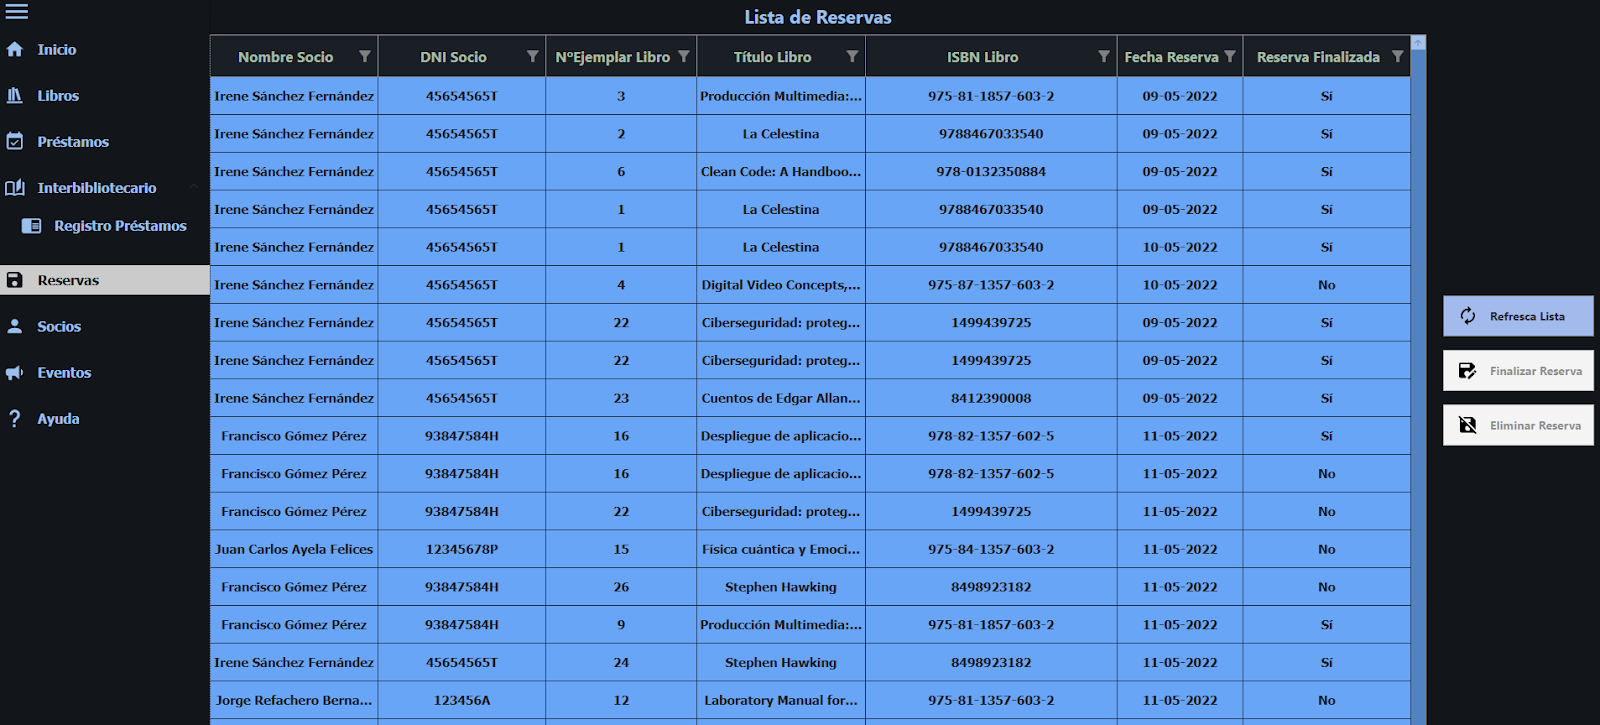 Lista de Reservas
Inicio
Libros
Préstamos
Interbibliotecario
Registro Préstamos
Reservas
Socios
Eventos
Ayuda
Nombre Socio DNI Socio NºEjemplar Libro Título Libro ISBN Libro Fecha Reserva Reserva Finalizada
Irene Sánchez Fernández 45654565T 3 Producción Multimedia:... 975-81-1857-603-2 09-05-2022 Sí
Irene Sánchez Fernández 45654565T 2 La Celestina 9788467033540 09-05-2022 Sí
Irene Sánchez Fernández 45654565T 6 Clean Code: A Handboo... 978-0132350884 09-05-2022 Sí
Irene Sánchez Fernández 45654565T 1 La Celestina 9788467033540 09-05-2022 Sí
Irene Sánchez Fernández 45654565T 1 La Celestina 9788467033540 10-05-2022 Sí
Irene Sánchez Fernández 45654565T 4 Digital Video Concepts,... 975-87-1357-603-2 10-05-2022 No
Irene Sánchez Fernández 45654565T 22 Ciberseguridad: proteg... 1499439725 09-05-2022 Sí
Irene Sánchez Fernández 45654565T 22 Ciberseguridad: proteg... 1499439725 09-05-2022 Sí
Irene Sánchez Fernández 45654565T 23 Cuentos de Edgar Allan... 8412390008 09-05-2022 Sí
Francisco Gómez Pérez 93847584H 16 Despliegue de aplicacio... 978-82-1357-602-5 11-05-2022 Sí
Francisco Gómez Pérez 93847584H 16 Despliegue de aplicacio... 978-82-1357-602-5 11-05-2022 No
Francisco Gómez Pérez 93847584H 22 Ciberseguridad: proteg... 1499439725 11-05-2022 No
Juan Carlos Ayela Felices 12345678P 15 Física cuántica y Emoci... 975-84-1357-603-2 11-05-2022 No
Francisco Gómez Pérez 93847584H 26 Stephen Hawking 8498923182 11-05-2022 No
Francisco Gómez Pérez 93847584H 9 Producción Multimedia:... 975-81-1857-603-2 11-05-2022 Sí
Irene Sánchez Fernández 45654565T 24 Stephen Hawking 8498923182 11-05-2022 Sí
Jorge Refachero Berna... 123456A 12 Laboratory Manual for... 975-81-1357-603-2 11-05-2022 No
Refresca Lista
Finalizar Reserva
Eliminar Reserva